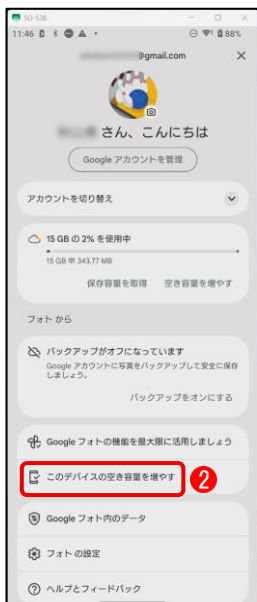 SO-53B
11:46 88%
@gmail.com
さん、こんにちは
Google アカウントを管理
アカウントを切り替え
15 GB の 2% を使用中
15 GB 中 343.77 MB
保存容量を取得 空き容量を増やす
フォト から
バックアップがオフになっています
Google アカウントに写真をバックアップして安全に保存
しましょう。
バックアップをオンにする
Google フォトの機能を最大限に活用しましょう
このデバイスの空き容量を増やす 2
Google フォト内のデータ
フォト の設定
ヘルプとフィードバック